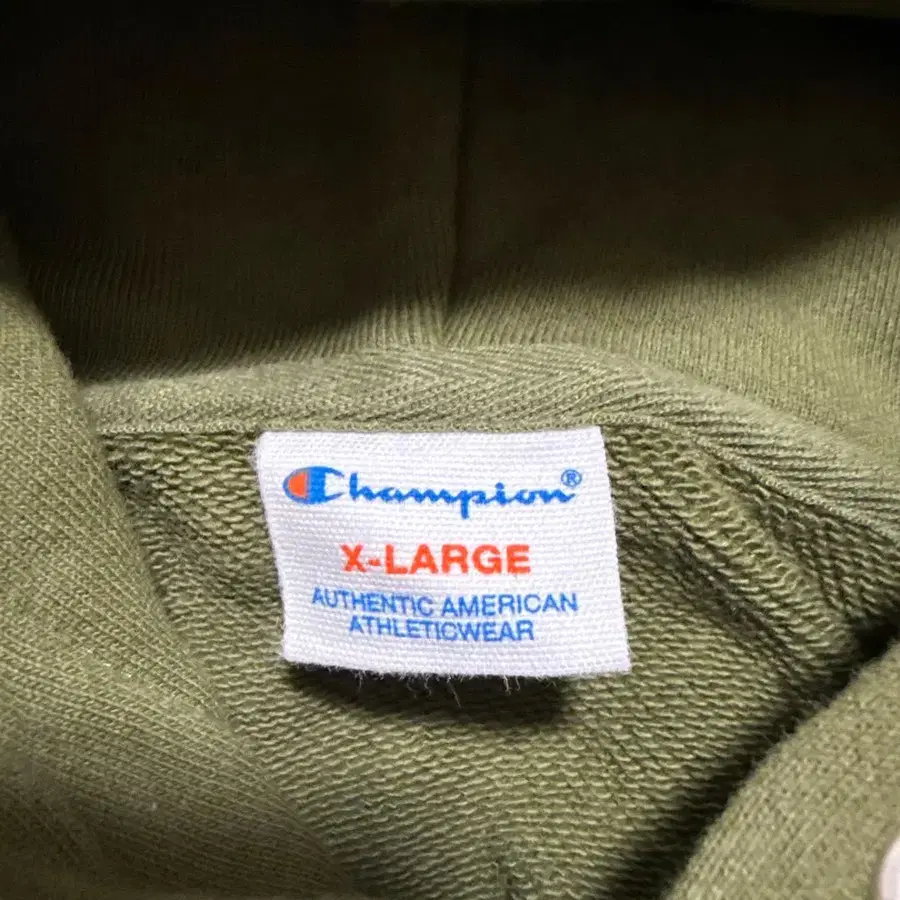 Champion®
X-LARGE
AUTHENTIC AMERICAN
ATHLETICWEAR